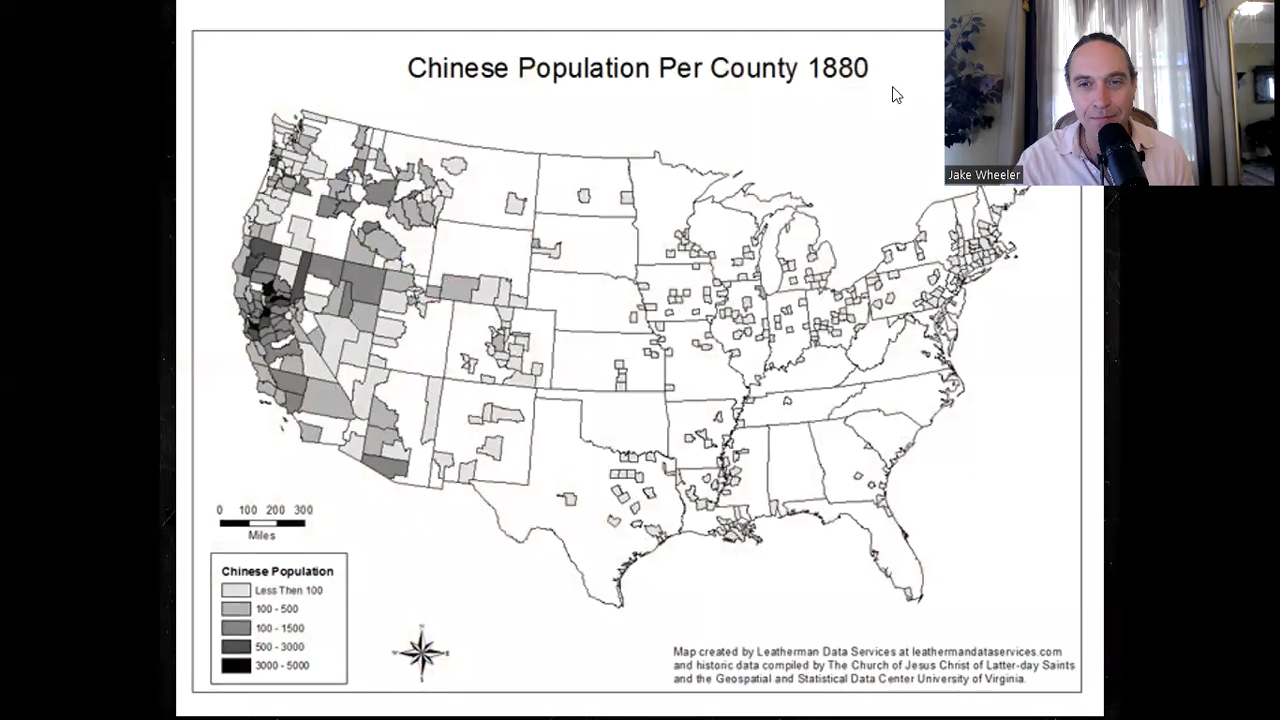 Chinese Population Per County 1880
Jake Wheeler
0 100 200 300
Miles
Chinese Population
Less Then 100
100 - 500
100 - 1500
500 - 3000
3000 - 5000
Map created by Leatherman Data Services at leathermandataservices.com
and historic data compiled by The Church of Jesus Christ of Latter-day Saints
and the Geospatial and Statistical Data Center University of Virginia.